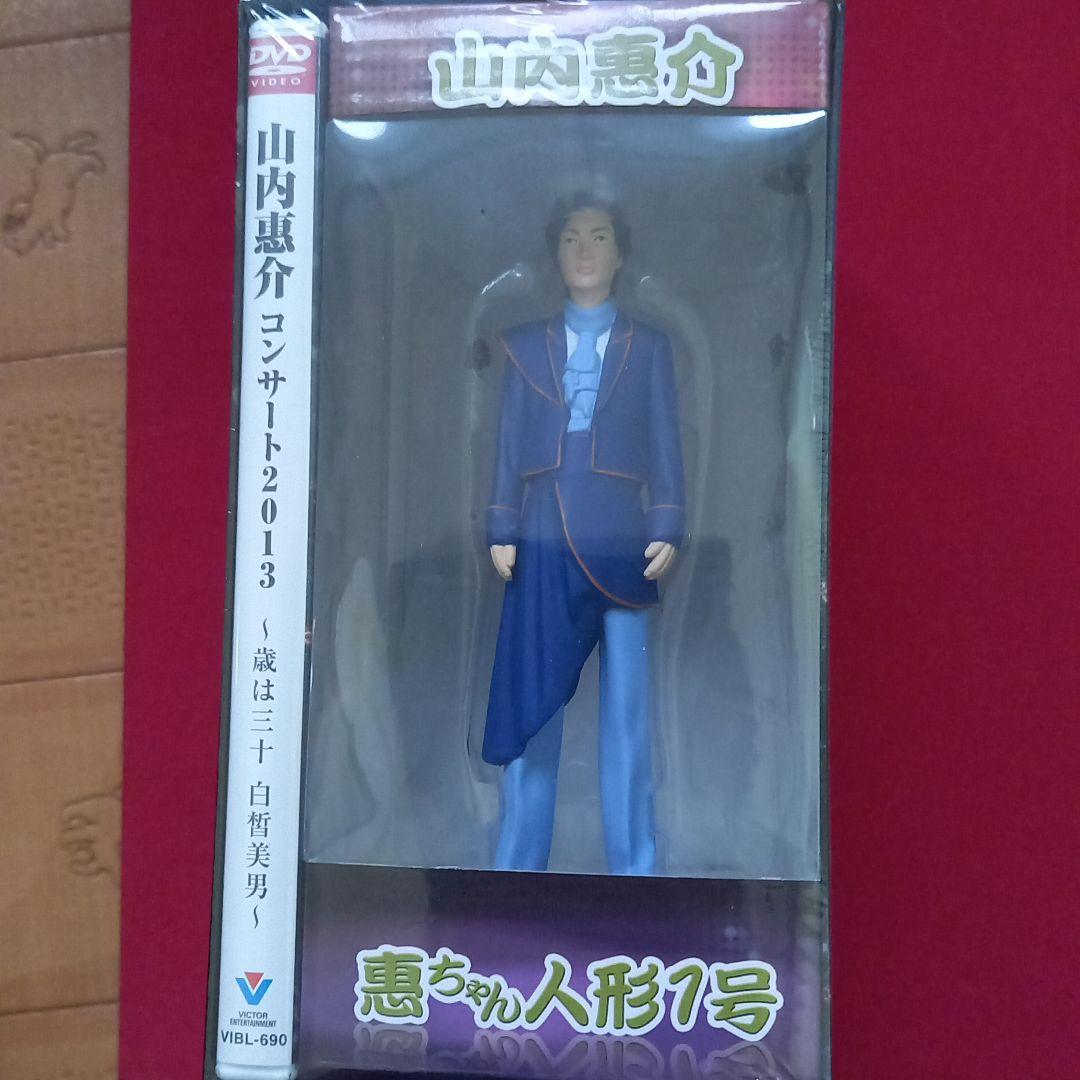 DVD
VIDEO
山内惠介 コンサート2013 ～歳は三十 白皙美男～
VICTOR
ENTERTAINMENT
VIBL-690
山内惠介
惠ちゃん人形1号